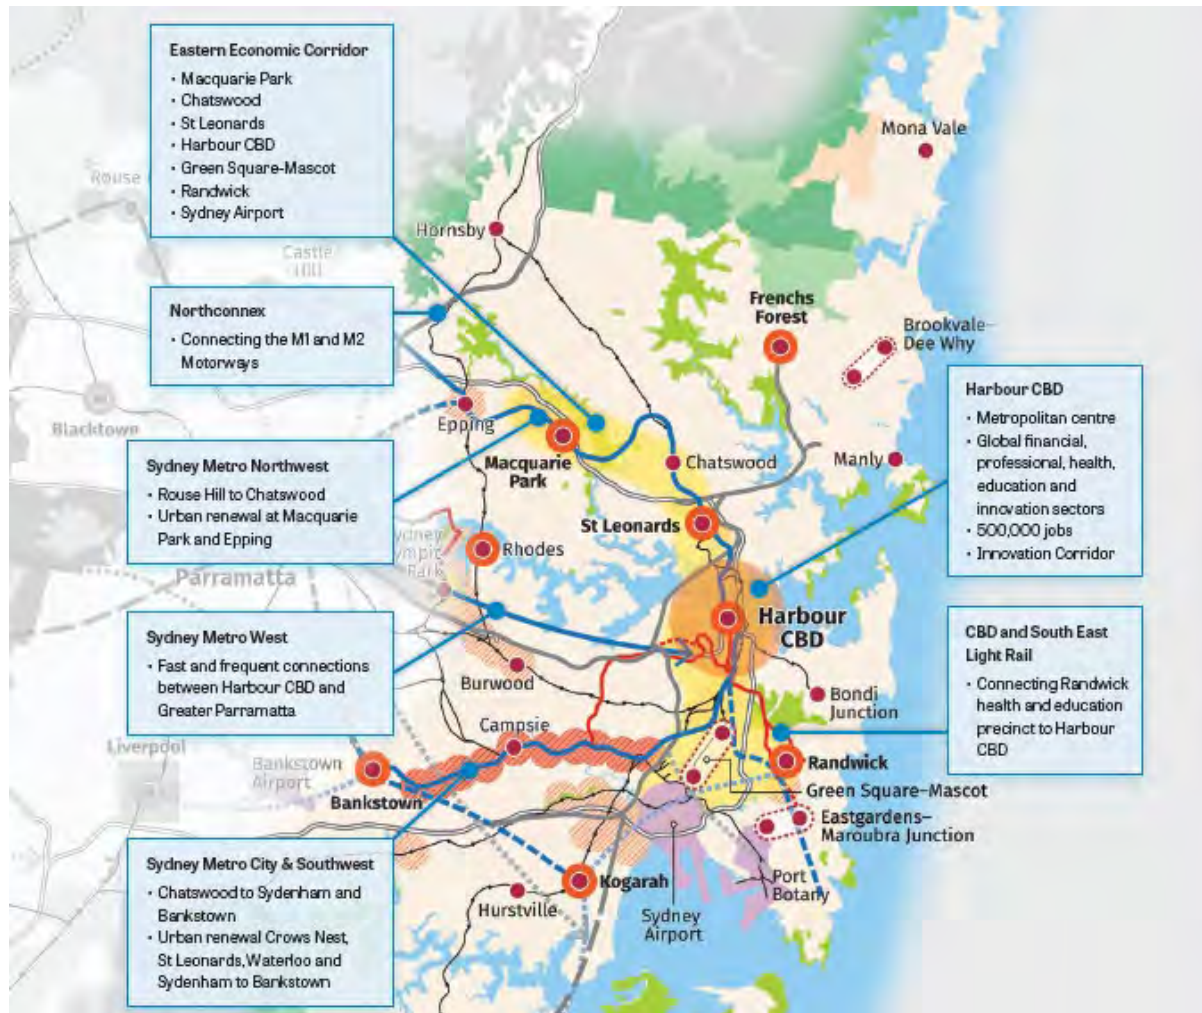 Eastern Economic Corridor
· Macquarie Park
· Chatswood
· St Leonards
· Harbour CBD
· Green Square-Mascot
· Randwick
· Sydney Airport
Mona Vale
Rouse
Hornsby
Castle
Hill
Northconnex
· Connecting the M1 and M2
Motorways
Frenchs
Forest
Brookvale–
Dee Why
Blacktown
Epping
Macquarie
Park
Chatswood
Manly
Harbour CBD
· Metropolitan centre
· Global financial,
professional, health,
education and
innovation sectors
· 500,000 jobs
· Innovation Corridor
Sydney Metro Northwest
· Rouse Hill to Chatswood
· Urban renewal at Macquarie
Park and Epping
St Leonards
Rhodes
Park
Parramatta
Harbour
CBD
Sydney Metro West
· Fast and frequent connections
between Harbour CBD and
Greater Parramatta
CBD and South East
Light Rail
· Connecting Randwick
health and education
precinct to Harbour
CBD
Burwood
Bondi
Junction
Campsie
Liverpool
Bankstown
Airport
Bankstown
Randwick
Green Square–Mascot
Eastgardens–
Maroubra Junction
Sydney Metro City & Southwest
· Chatswood to Sydenham and
Bankstown
· Urban renewal Crows Nest,
St Leonards, Waterloo and
Sydenham to Bankstown
Kogarah
Hurstville
Port
Botany
Sydney
Airport